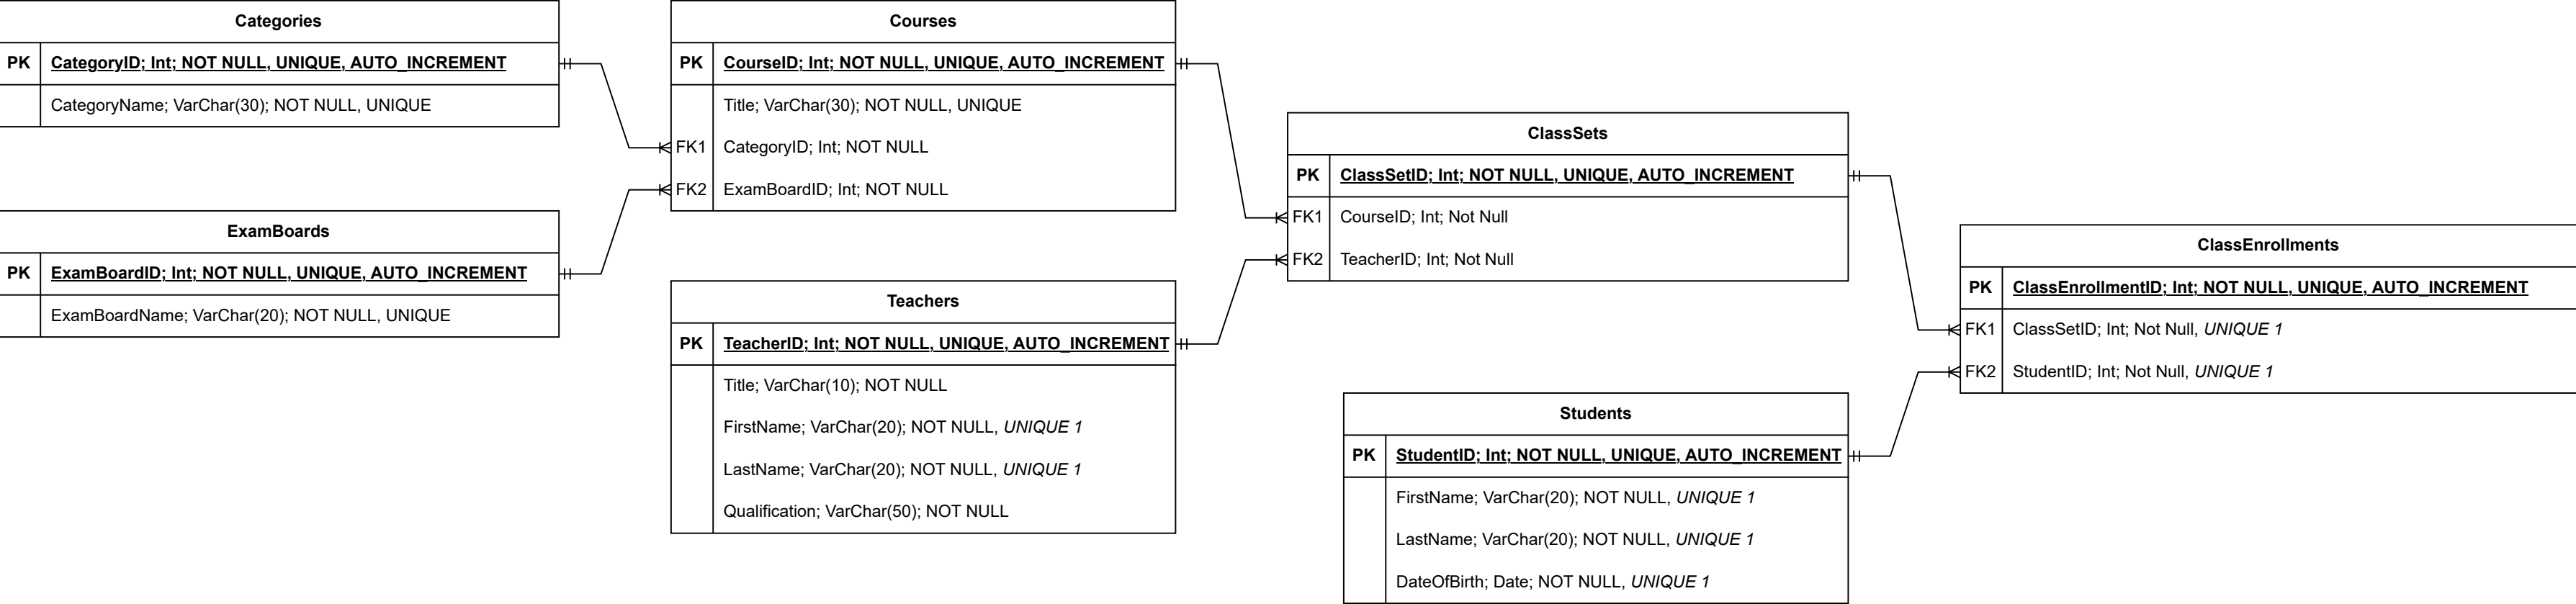 Categories
PK CategoryID; Int; NOT NULL, UNIQUE, AUTO_INCREMENT
CategoryName; VarChar(30); NOT NULL, UNIQUE
ExamBoards
PK ExamBoardID; Int; NOT NULL, UNIQUE, AUTO_INCREMENT
ExamBoardName; VarChar(20); NOT NULL, UNIQUE
Courses
PK CourseID; Int; NOT NULL, UNIQUE, AUTO_INCREMENT
Title; VarChar(30); NOT NULL, UNIQUE
FK1 CategoryID; Int; NOT NULL
FK2 ExamBoardID; Int; NOT NULL
Teachers
PK TeacherID; Int; NOT NULL, UNIQUE, AUTO_INCREMENT
Title; VarChar(10); NOT NULL
FirstName; VarChar(20); NOT NULL, UNIQUE 1
LastName; VarChar(20); NOT NULL, UNIQUE 1
Qualification; VarChar(50); NOT NULL
ClassSets
PK ClassSetID; Int; NOT NULL, UNIQUE, AUTO_INCREMENT
FK1 CourseID; Int; Not Null
FK2 TeacherID; Int; Not Null
Students
PK StudentID; Int; NOT NULL, UNIQUE, AUTO_INCREMENT
FirstName; VarChar(20); NOT NULL, UNIQUE 1
LastName; VarChar(20); NOT NULL, UNIQUE 1
DateOfBirth; Date; NOT NULL, UNIQUE 1
ClassEnrollments
PK ClassEnrollmentID; Int; NOT NULL, UNIQUE, AUTO_INCREMENT
FK1 ClassSetID; Int; Not Null, UNIQUE 1
FK2 StudentID; Int; Not Null, UNIQUE 1